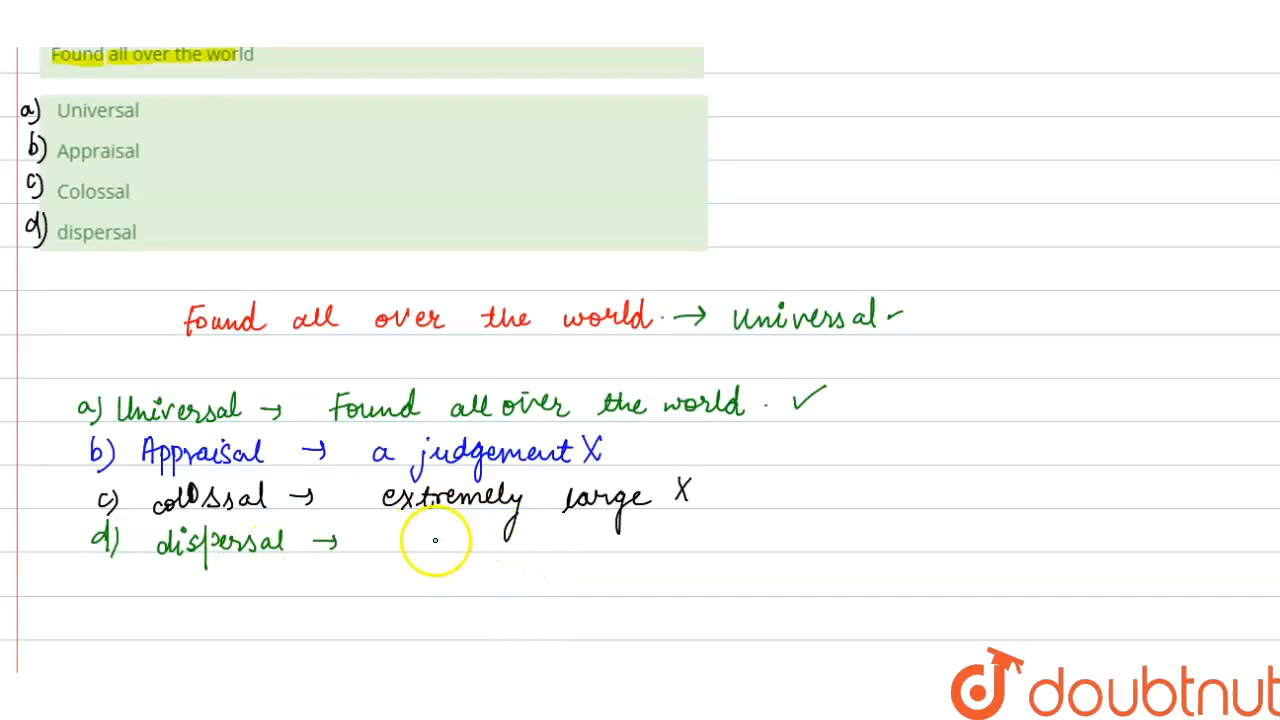 Found all over the world
a) Universal
b) Appraisal
c) Colossal
d) dispersal
Found all over the world. → Universal ✓
a) Universal → Found all over the world. ✓
b) Appraisal → a judgement X
c) colossal → extremely large X
d) dispersal →
doubtnut